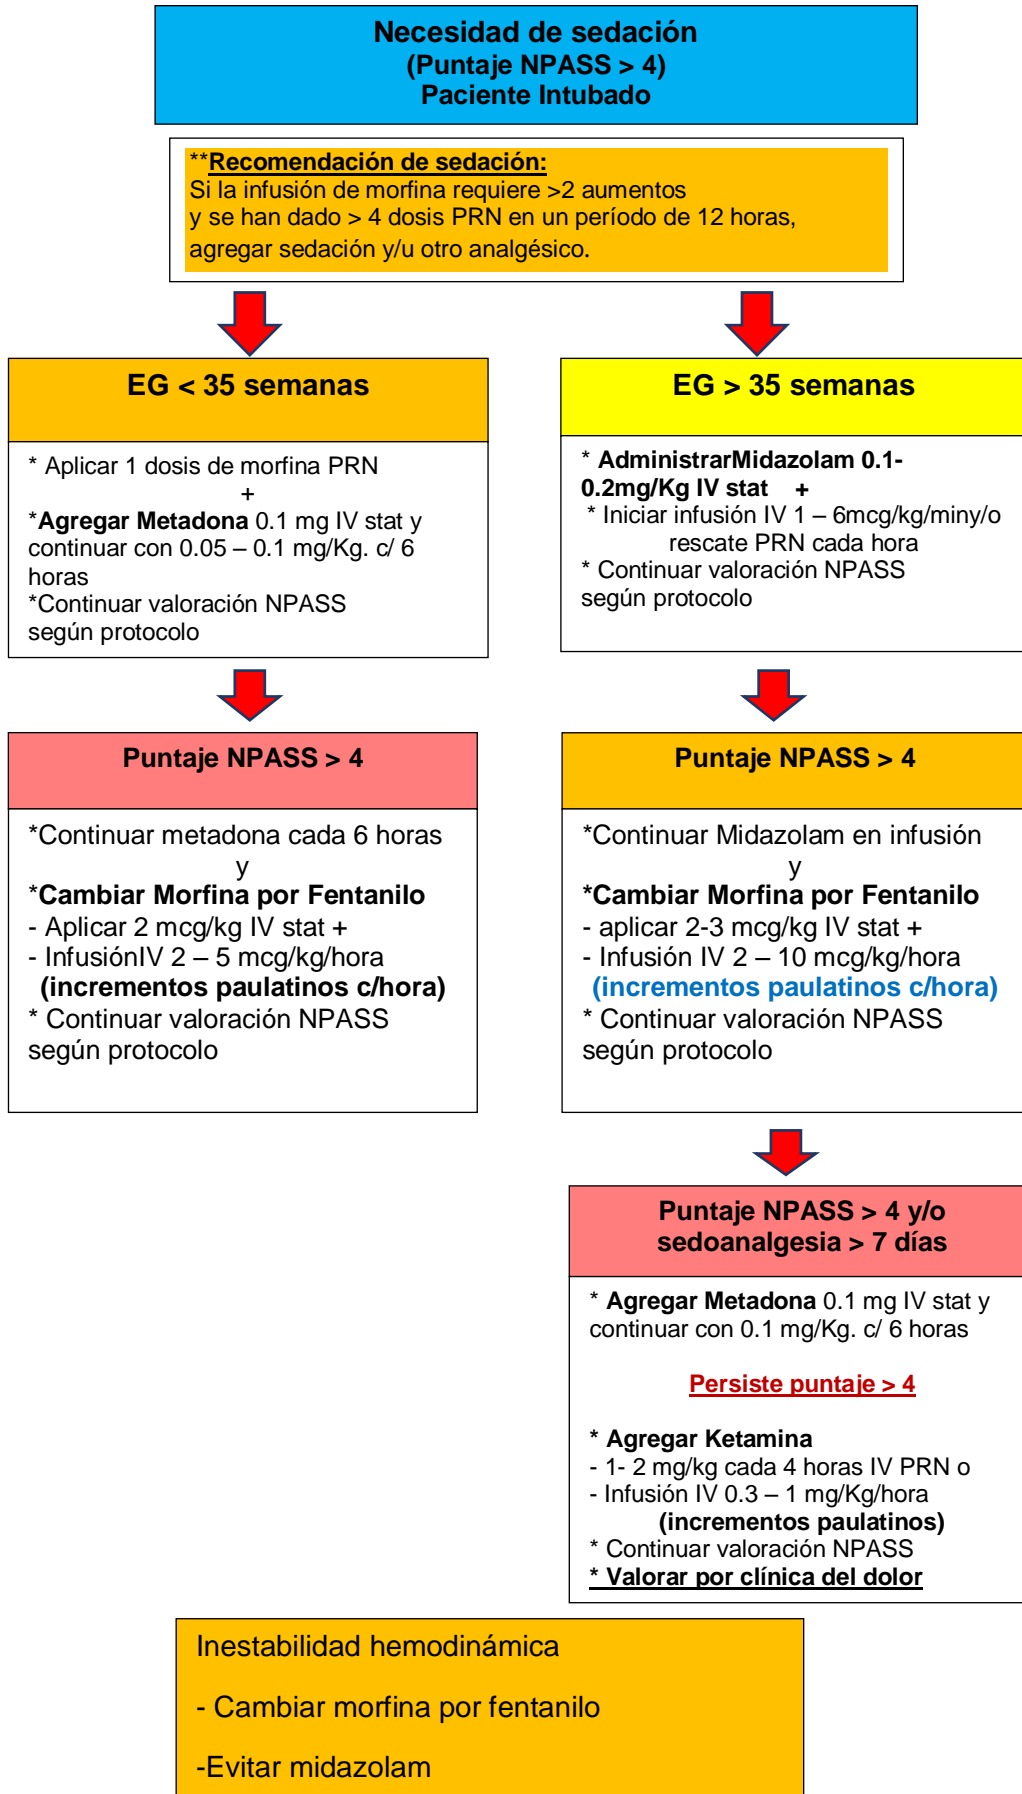 Necesidad de sedación
(Puntaje NPASS > 4)
Paciente Intubado
**Recomendación de sedación:
Si la infusión de morfina requiere >2 aumentos
y se han dado > 4 dosis PRN en un período de 12 horas,
agregar sedación y/u otro analgésico.
EG < 35 semanas
* Aplicar 1 dosis de morfina PRN
+
*Agregar Metadona 0.1 mg IV stat y
continuar con 0.05 – 0.1 mg/Kg. c/ 6
horas
*Continuar valoración NPASS
según protocolo
Puntaje NPASS > 4
*Continuar metadona cada 6 horas
y
*Cambiar Morfina por Fentanilo
- Aplicar 2 mcg/kg IV stat +
- InfusiónIV 2 – 5 mcg/kg/hora
(incrementos paulatinos c/hora)
* Continuar valoración NPASS
según protocolo
EG > 35 semanas
* AdministrarMidazolam 0.1-
0.2mg/Kg IV stat +
* Iniciar infusión IV 1 – 6mcg/kg/miny/o
rescate PRN cada hora
* Continuar valoración NPASS
según protocolo
Puntaje NPASS > 4
*Continuar Midazolam en infusión
y
*Cambiar Morfina por Fentanilo
- aplicar 2-3 mcg/kg IV stat +
- Infusión IV 2 – 10 mcg/kg/hora
(incrementos paulatinos c/hora)
* Continuar valoración NPASS
según protocolo
Puntaje NPASS > 4 y/o
sedoanalgesia > 7 días
* Agregar Metadona 0.1 mg IV stat y
continuar con 0.1 mg/Kg. c/ 6 horas
Persiste puntaje > 4
* Agregar Ketamina
- 1- 2 mg/kg cada 4 horas IV PRN o
- Infusión IV 0.3 – 1 mg/Kg/hora
(incrementos paulatinos)
* Continuar valoración NPASS
* Valorar por clínica del dolor
Inestabilidad hemodinámica
- Cambiar morfina por fentanilo
-Evitar midazolam